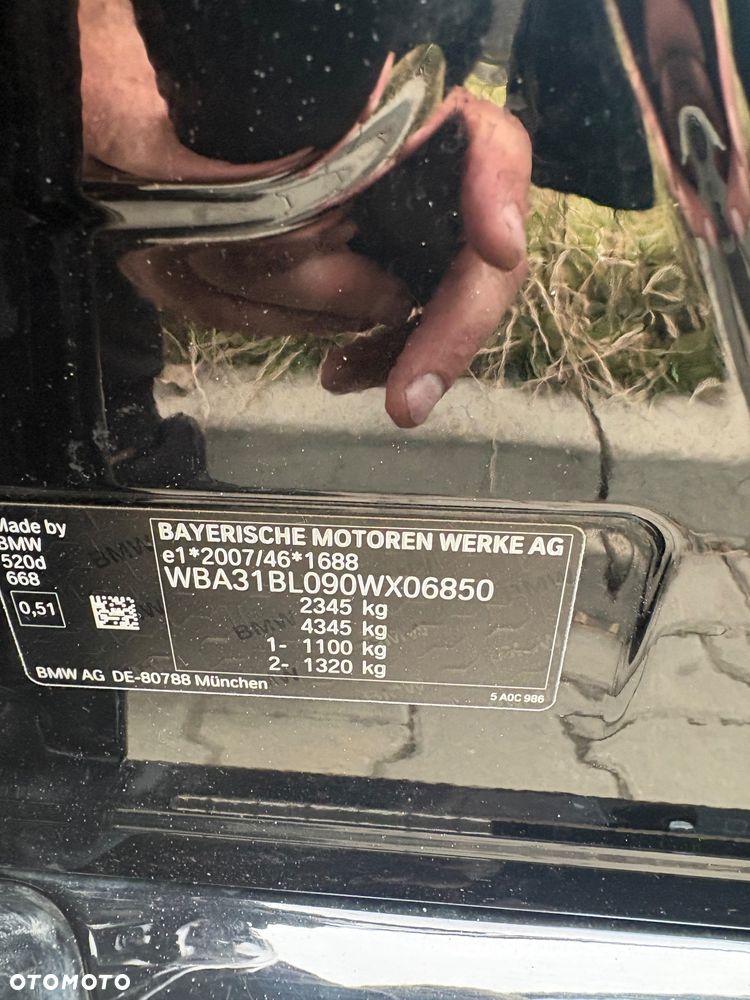 Made by
BMW
520d
668
0,51
BAYERISCHE MOTOREN WERKE AG
e1*2007/46*1688
WBA31BL090WX06850
2345 kg
4345 kg
1- 1100 kg
2- 1320 kg
BMW AG DE-80788 München
5 A0C 986
OTOMOTO